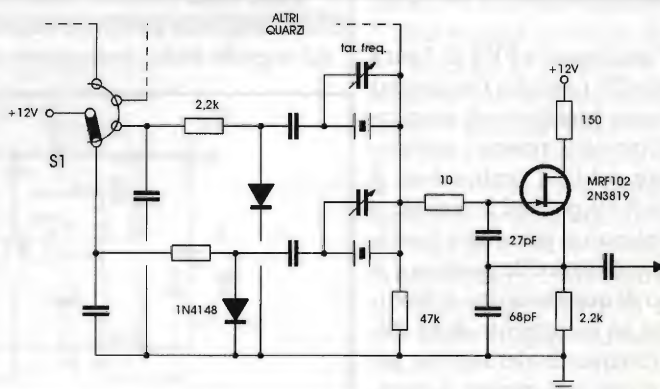 ALTRI
QUARZI
tar. freq.
+12V
+12V
2,2k
150
S1
10
MRF102
2N3819
27pF
1N4148
47k
68pF
2,2k